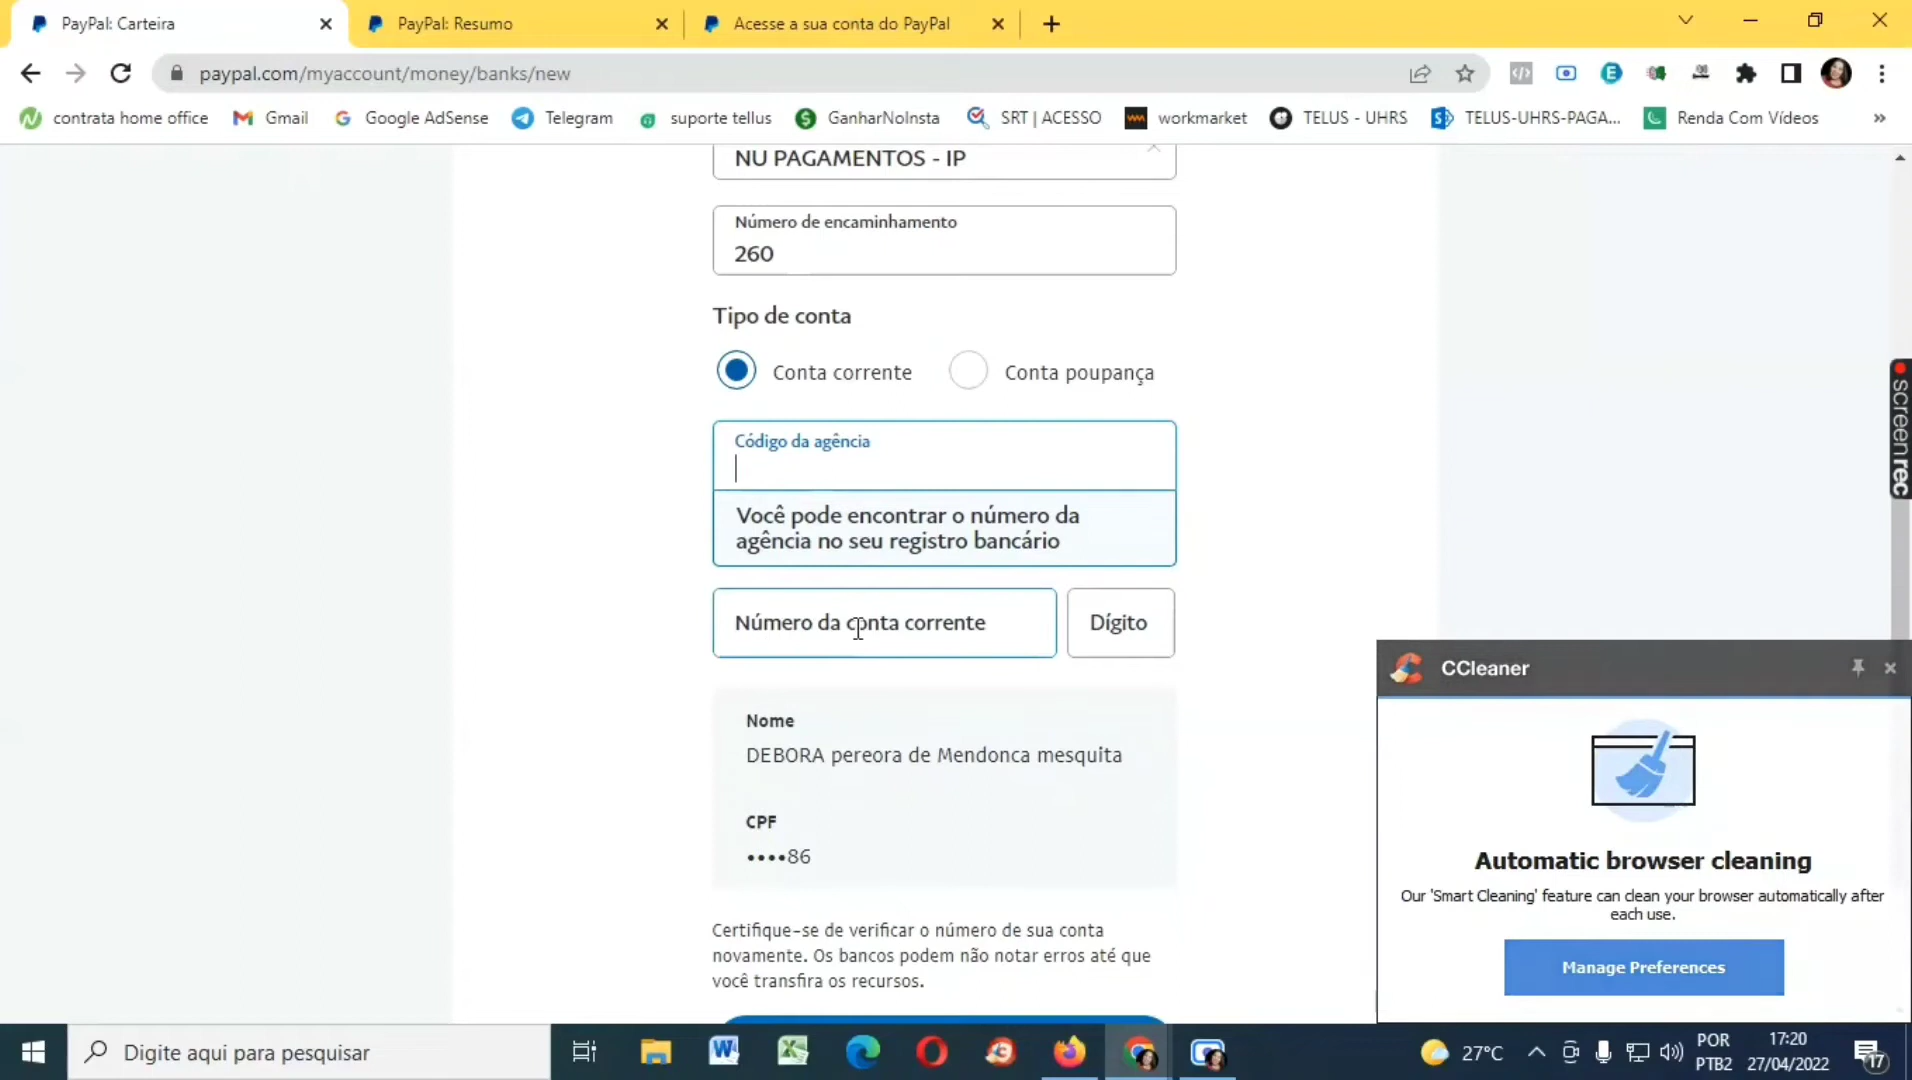 PayPal: Carteira
PayPal: Resumo
Acesse a sua conta do PayPal
paypal.com/myaccount/money/banks/new
contrata home office
Gmail
Google AdSense
Telegram
suporte tellus
GanharNoInsta
SRT | ACESSO
workmarket
TELUS - UHRS
TELUS-UHRS-PAGA...
Renda Com Vídeos
»
NU PAGAMENTOS - IP
Número de encaminhamento
260
Tipo de conta
Conta corrente
Conta poupança
Código da agência
Você pode encontrar o número da
agência no seu registro bancário
Número da conta corrente
Dígito
Nome
DEBORA pereora de Mendonca mesquita
CPF
••••86
Certifique-se de verificar o número de sua conta
novamente. Os bancos podem não notar erros até que
você transfira os recursos.
screenrec
CCleaner
Automatic browser cleaning
Our 'Smart Cleaning' feature can clean your browser automatically after
each use.
Manage Preferences
Digite aqui para pesquisar
27°C
POR
PTB2
17:20
27/04/2022
17